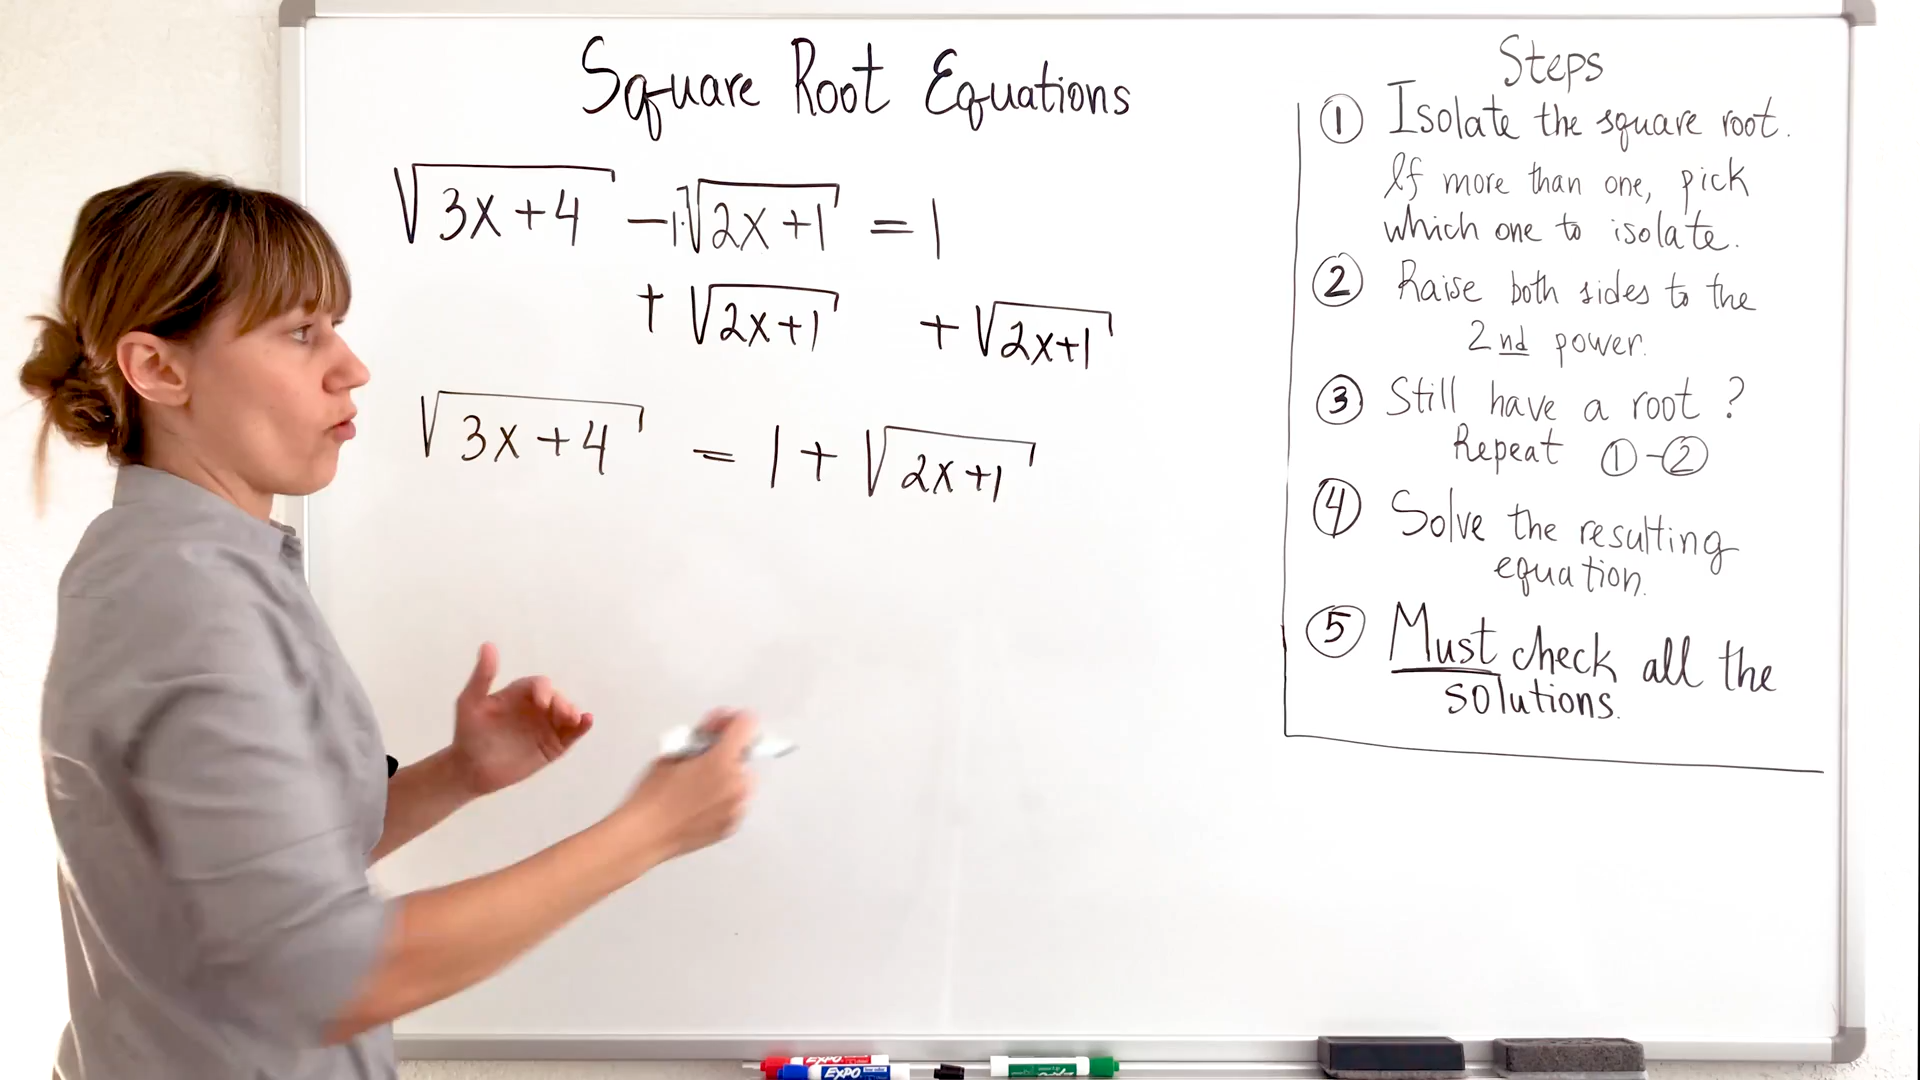 Square Root Equations
√(3x+4) −1·√(2x+1) = 1
+ √(2x+1) + √(2x+1)
√(3x+4) = 1 + √(2x+1)
Steps
① Isolate the square root.
If more than one, pick
which one to isolate.
② Raise both sides to the
2nd power.
③ Still have a root ?
Repeat ①-②
④ Solve the resulting
equation.
⑤ Must check all the
solutions.
EXPO
EXPO